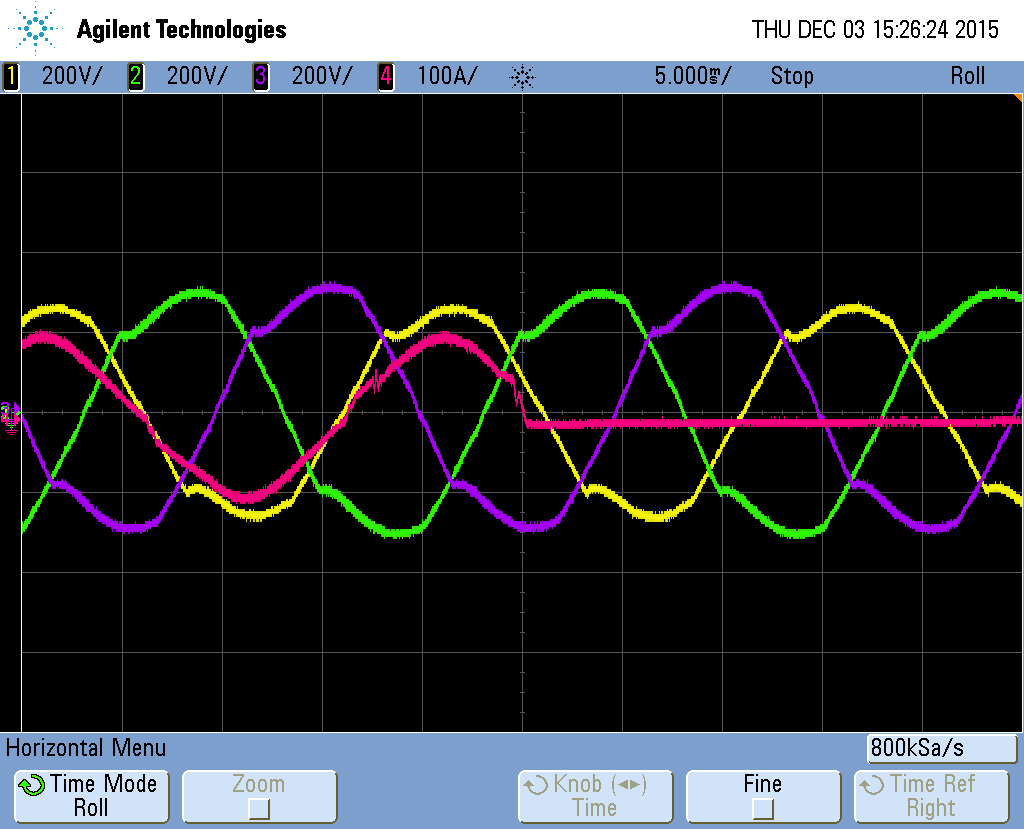 Agilent Technologies
THU DEC 03 15:26:24 2015
1 200V/ 2 200V/ 3 200V/ 4 100A/ 5.000ms/ Stop Roll
Horizontal Menu
800kSa/s
Time Mode
Roll
Zoom
Knob (◄►)
Time
Fine
Time Ref
Right